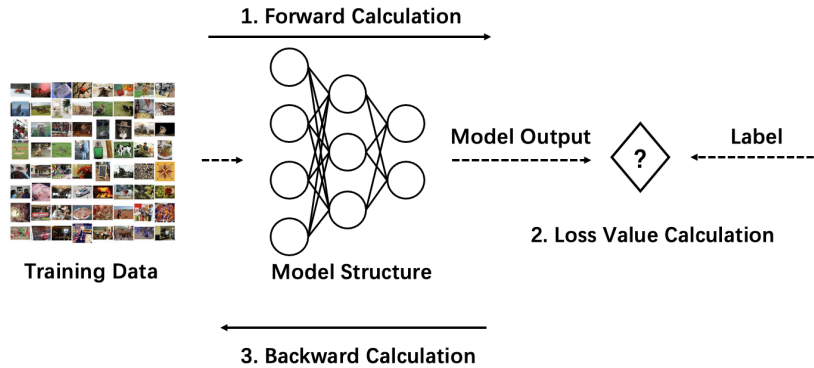 1. Forward Calculation
Model Output
Label
?
2. Loss Value Calculation
Training Data
Model Structure
3. Backward Calculation